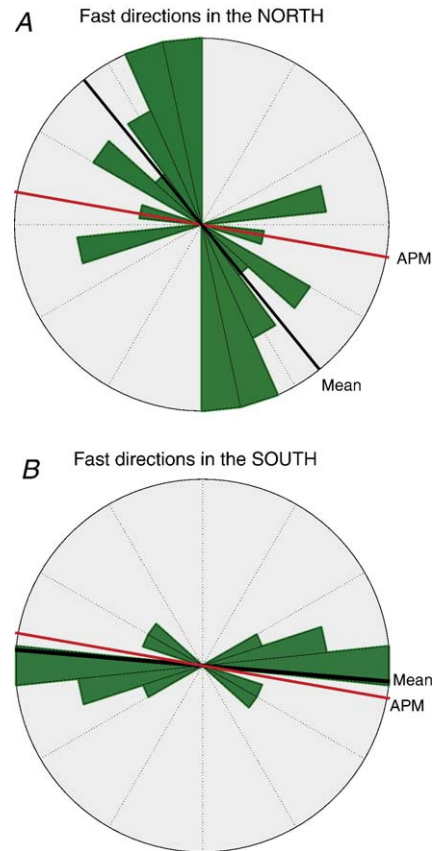 A
Fast directions in the NORTH
APM
Mean
B
Fast directions in the SOUTH
Mean
APM